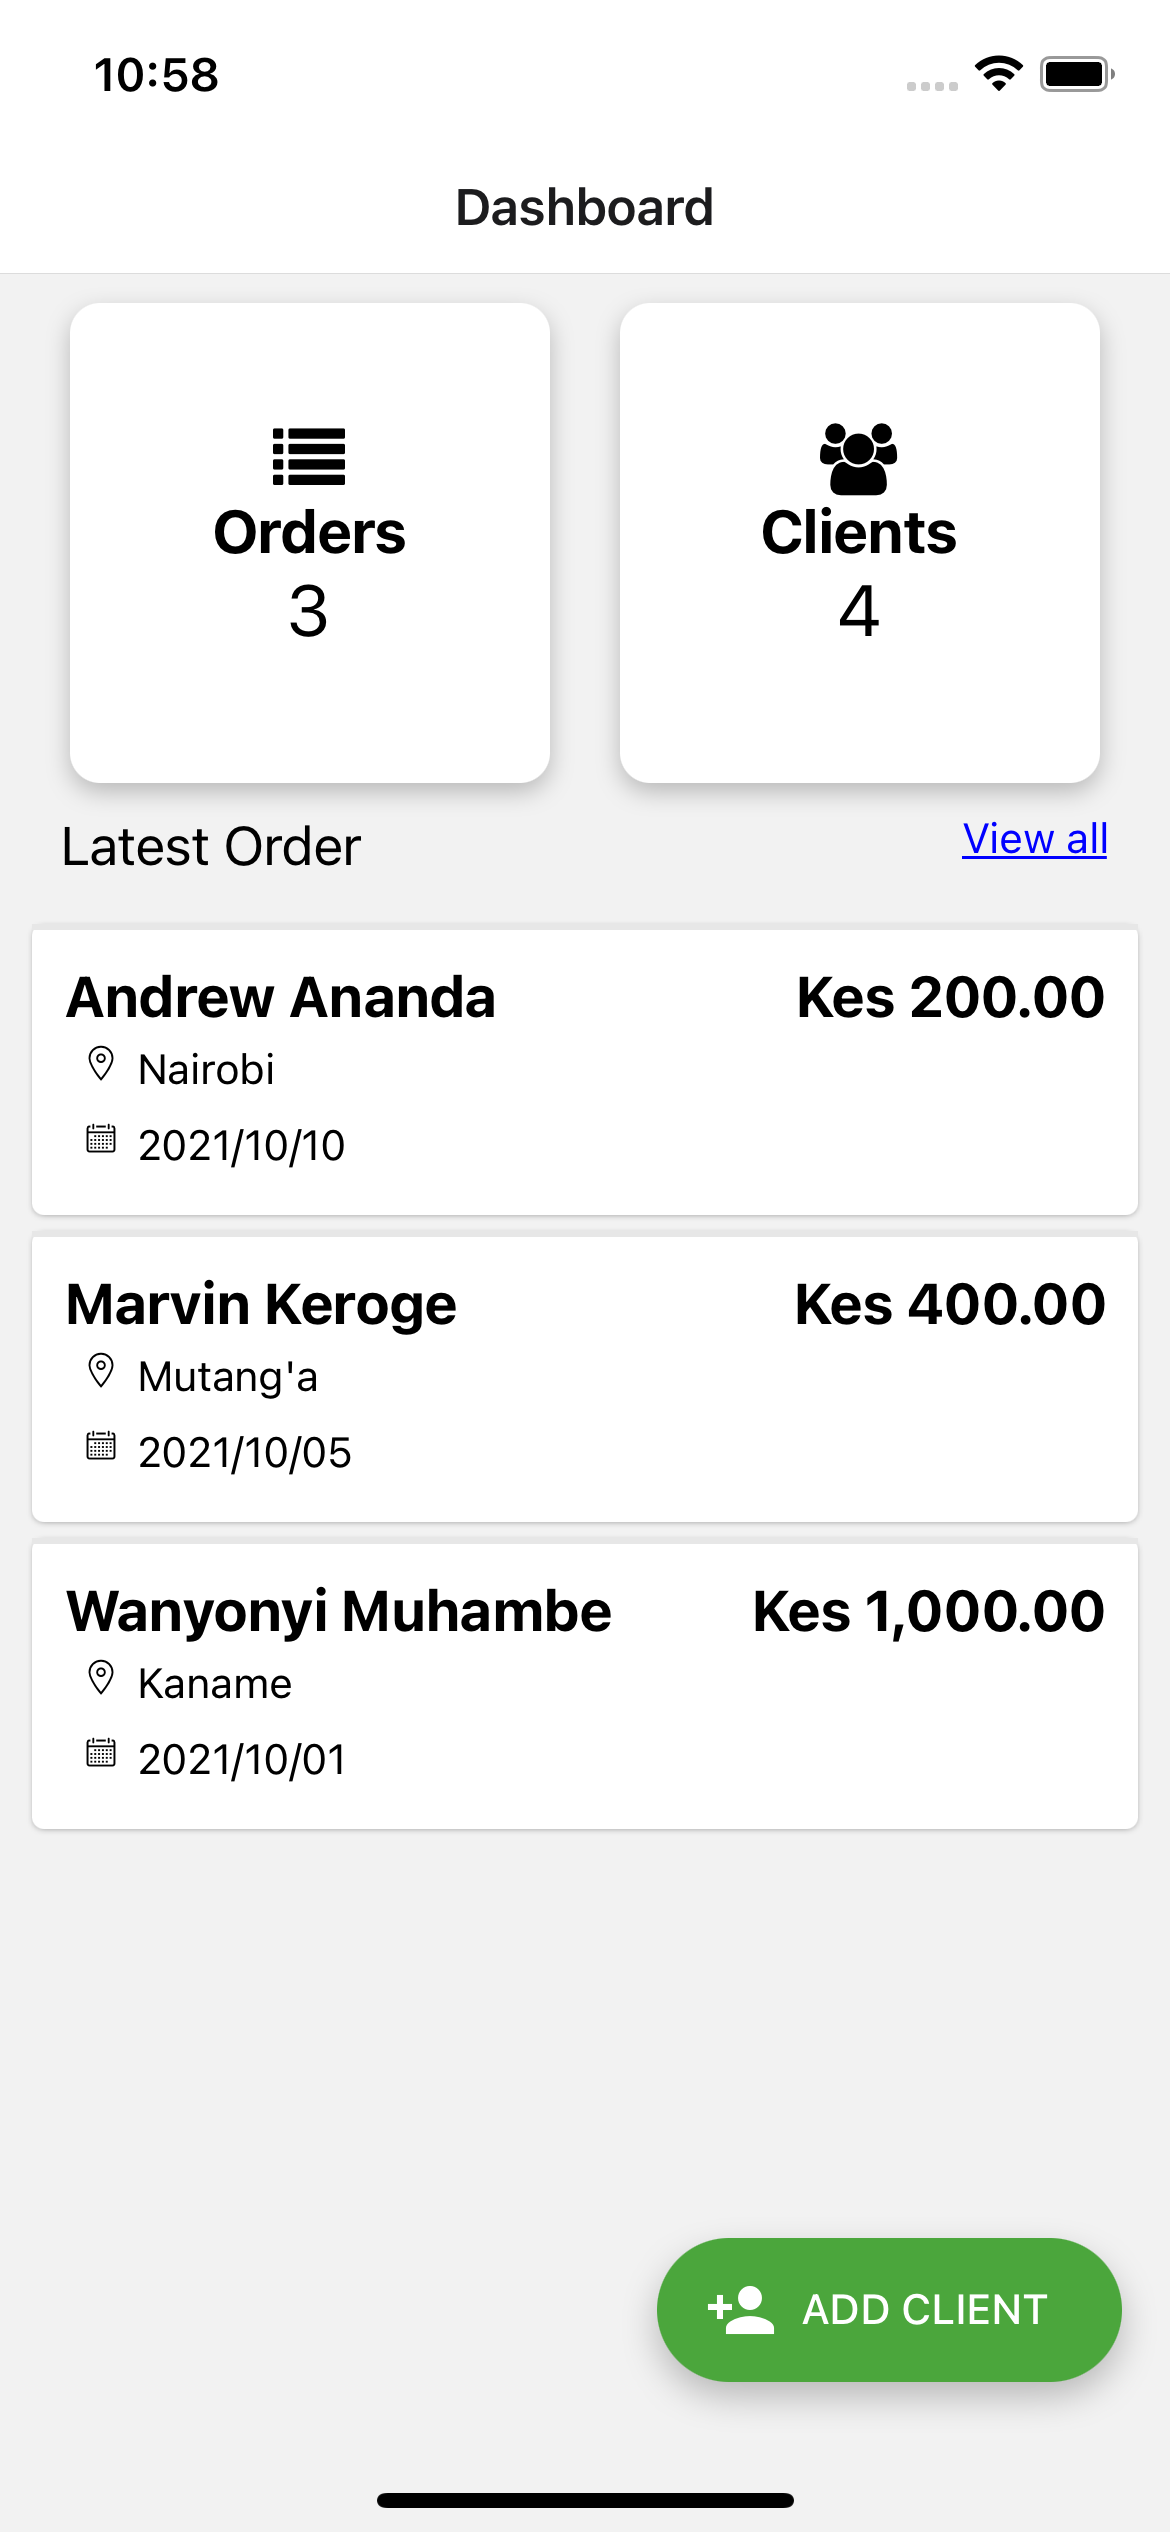 10:58
Dashboard
Orders
3
Clients
4
Latest Order
View all
Andrew Ananda
Kes 200.00
Nairobi
2021/10/10
Marvin Keroge
Kes 400.00
Mutang'a
2021/10/05
Wanyonyi Muhambe
Kes 1,000.00
Kaname
2021/10/01
ADD CLIENT